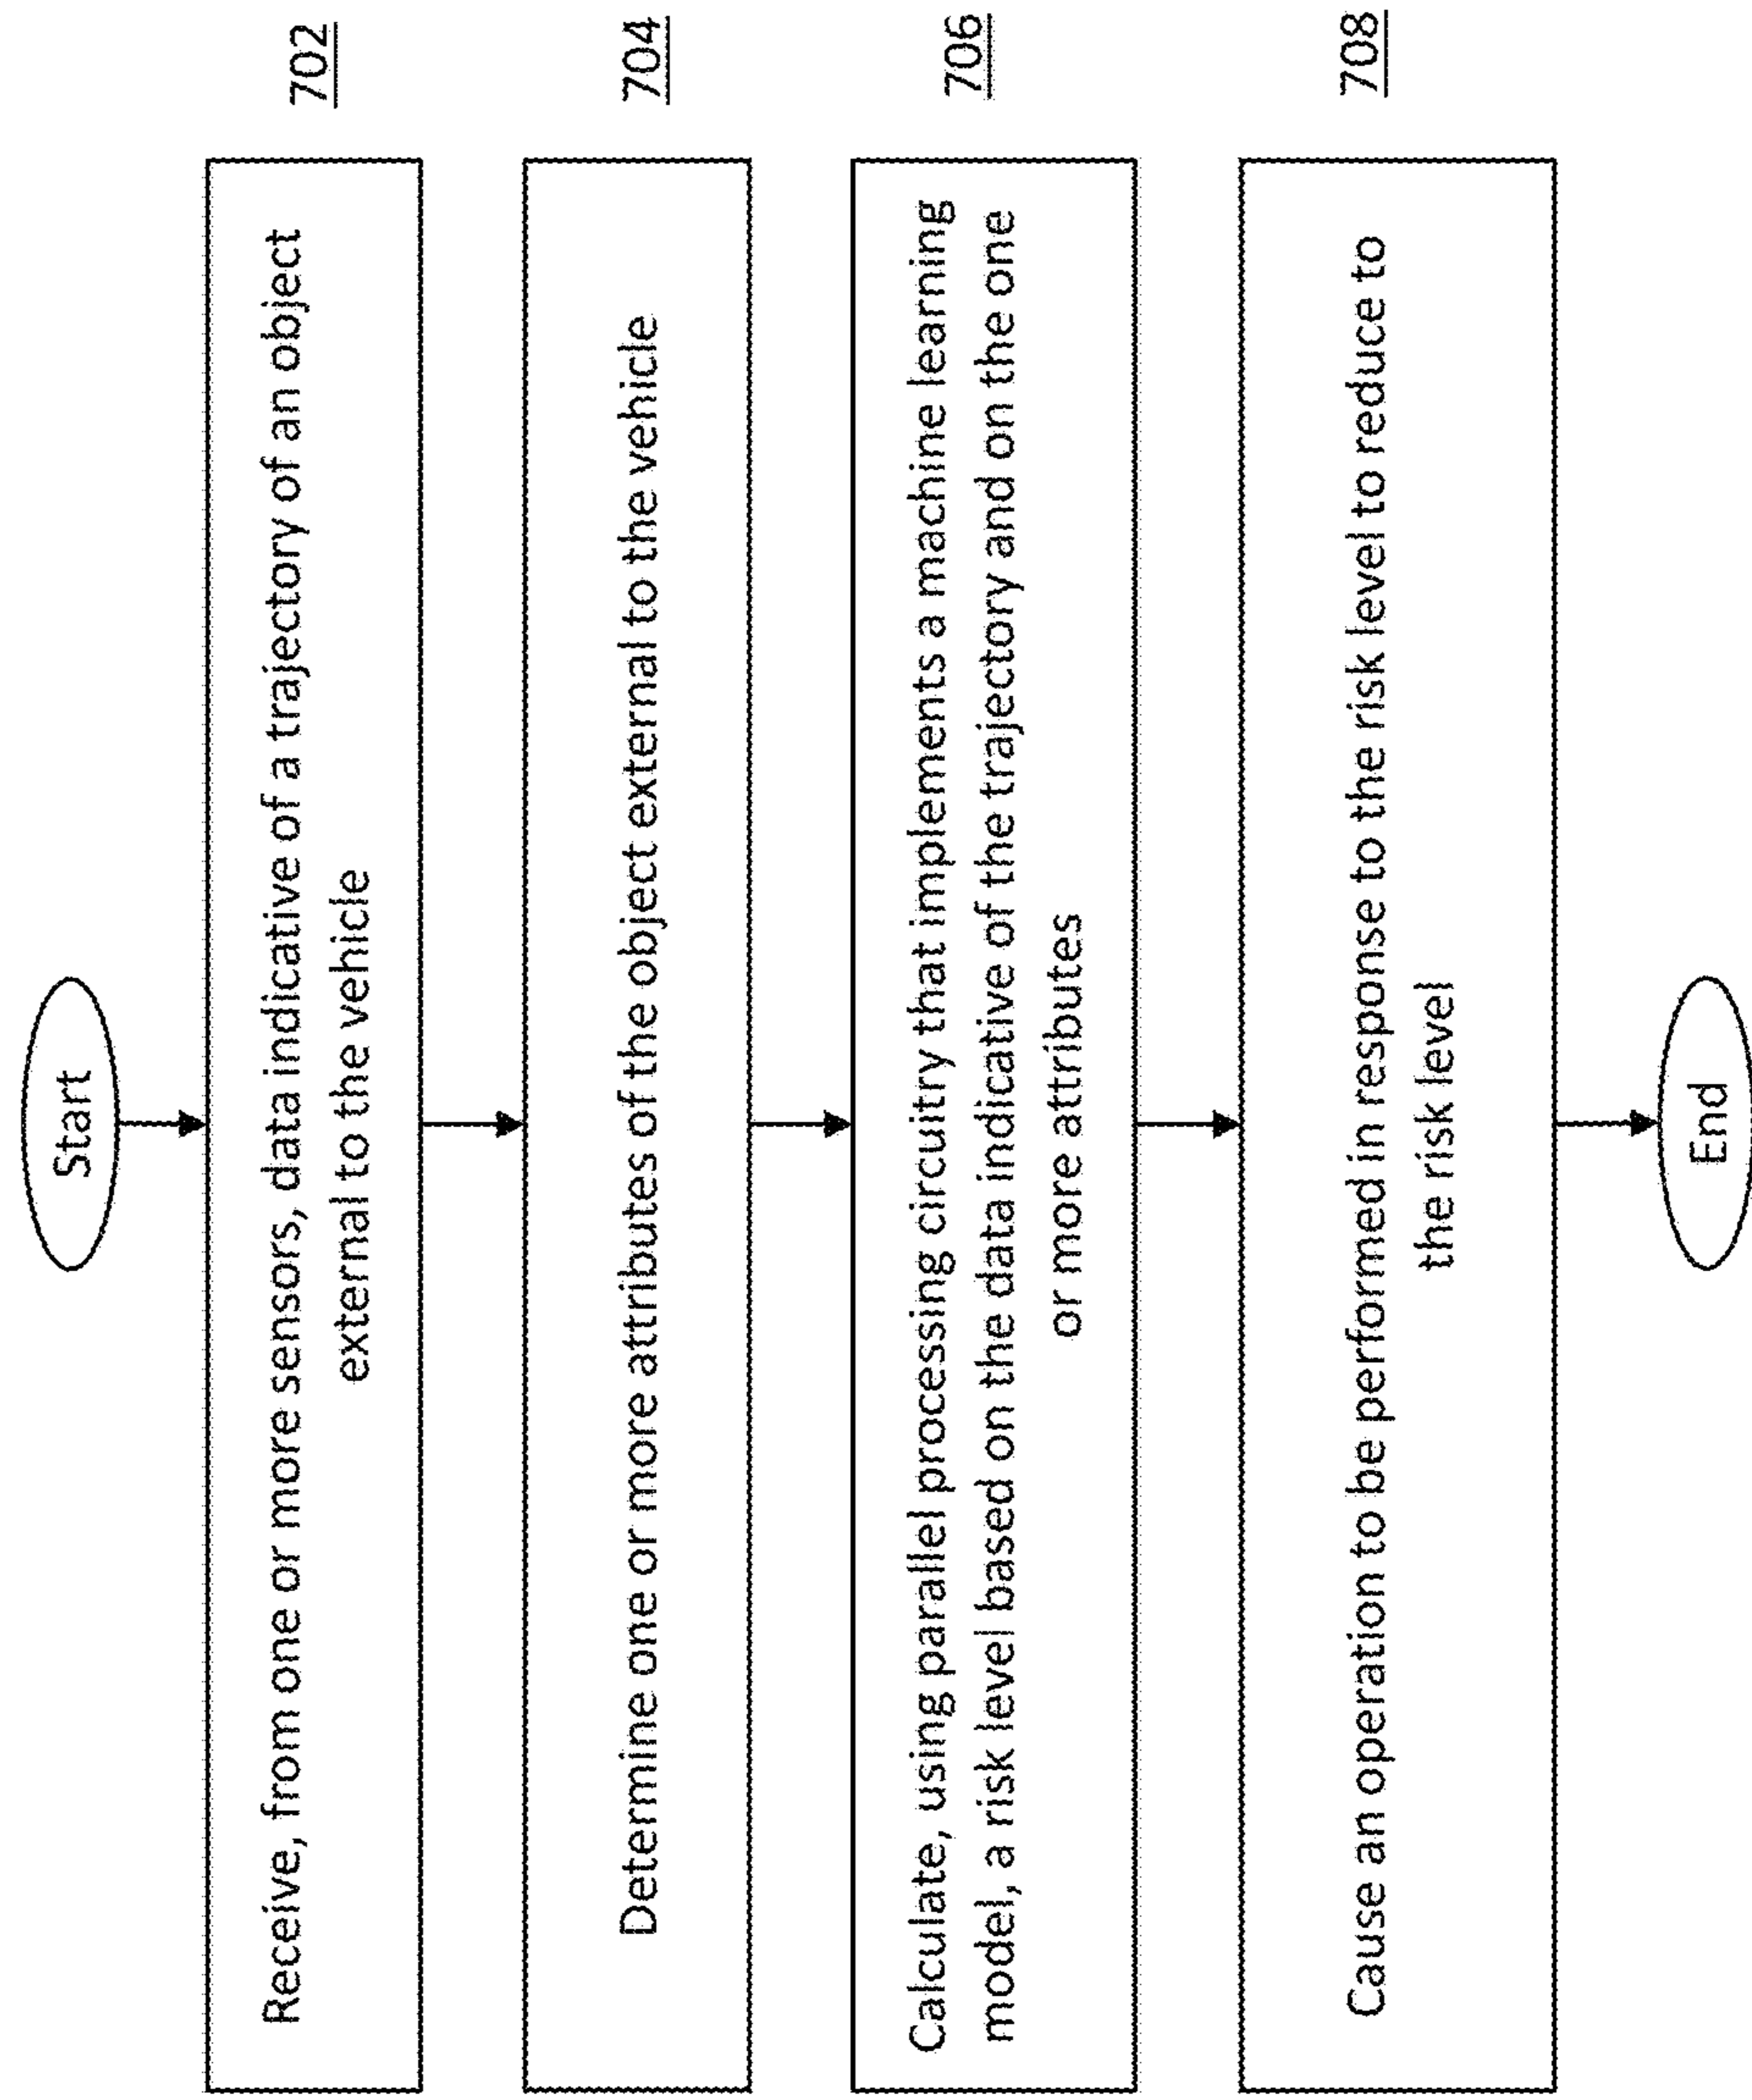 Start
Receive, from one or more sensors, data indicative of a trajectory of an object
external to the vehicle
702
Determine one or more attributes of the object external to the vehicle
704
Calculate, using parallel processing circuitry that implements a machine learning
model, a risk level based on the data indicative of the trajectory and on the one
or more attributes
706
Cause an operation to be performed in response to the risk level to reduce to
the risk level
708
End